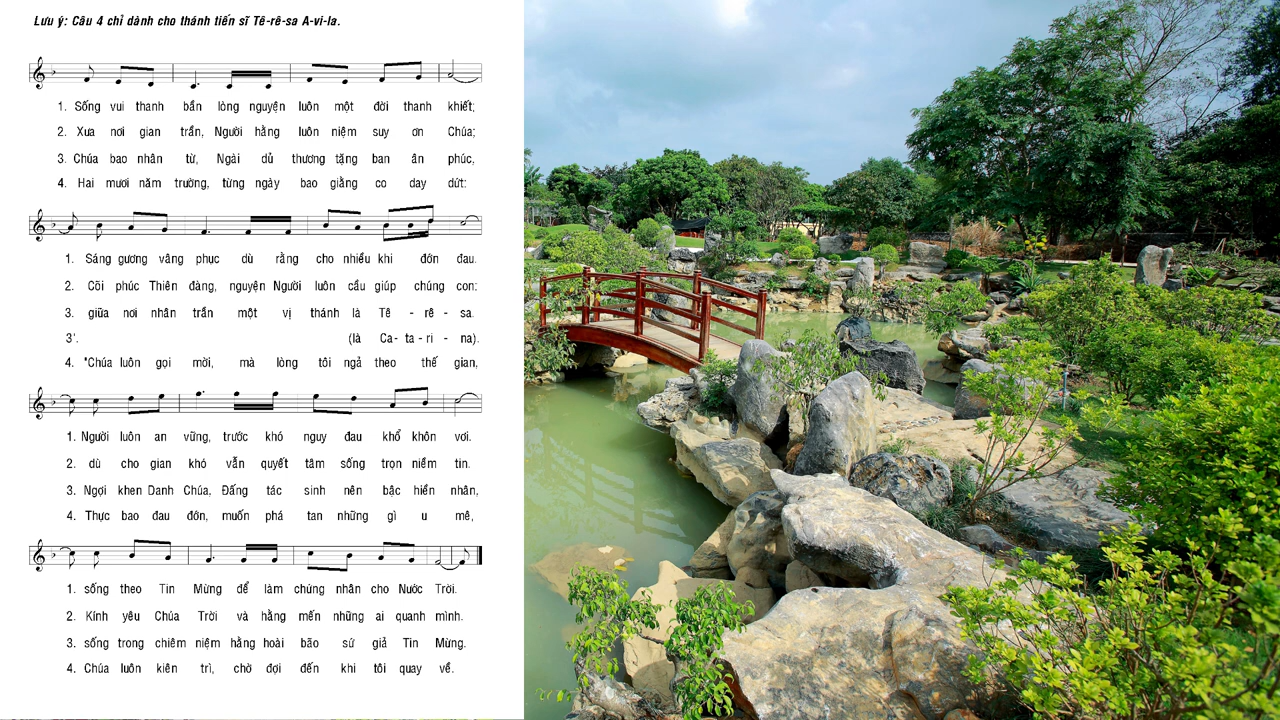 Lưu ý: Câu 4 chỉ dành cho thánh tiến sĩ Tê-rê-sa A-vi-la.
1. Sống vui thanh bần lòng nguyện luôn một đời thanh khiết;
2. Xưa nơi gian trần, Người hằng luôn niệm suy ơn Chúa;
3. Chúa bao nhân từ, Ngài dủ thương tặng ban ân phúc,
4. Hai mươi năm trường, từng ngày bao giằng co day dứt:
1. Sáng gương vâng phục dù rằng cho nhiều khi đớn đau.
2. Cõi phúc Thiên đàng, nguyện Người luôn cầu giúp chúng con:
3. giữa nơi nhân trần một vị thánh là Tê - rê - sa.
3'. (là Ca- ta - ri - na).
4. "Chúa luôn gọi mời, mà lòng tôi ngả theo thế gian,
1. Người luôn an vững, trước khó nguy đau khổ khôn vơi.
2. dù cho gian khó vẫn quyết tâm sống trọn niềm tin.
3. Ngợi khen Danh Chúa, Đấng tác sinh nên bậc hiển nhân,
4. Thực bao đau đớn, muốn phá tan những gì u mê,
1. sống theo Tin Mừng để làm chứng nhân cho Nước Trời.
2. Kính yêu Chúa Trời và hằng mến những ai quanh mình.
3. sống trong chiêm niệm hằng hoài bão sứ giả Tin Mừng.
4. Chúa luôn kiên trì, chờ đợi đến khi tôi quay về.